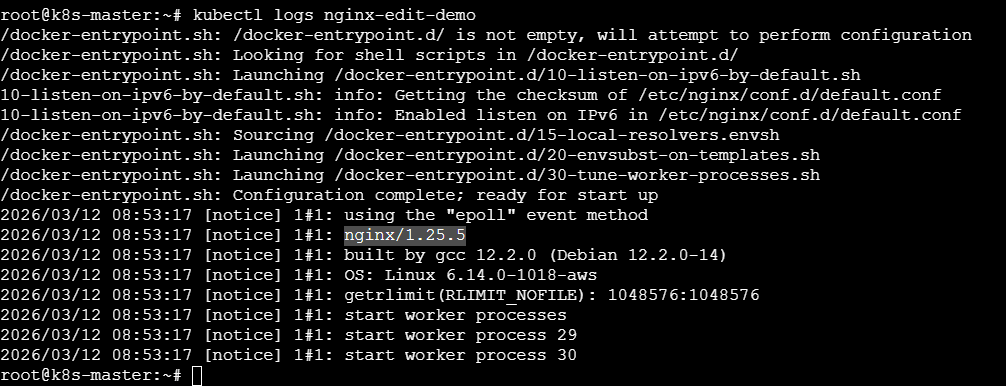 root@k8s-master:~# kubectl logs nginx-edit-demo
/docker-entrypoint.sh: /docker-entrypoint.d/ is not empty, will attempt to perform configuration
/docker-entrypoint.sh: Looking for shell scripts in /docker-entrypoint.d/
/docker-entrypoint.sh: Launching /docker-entrypoint.d/10-listen-on-ipv6-by-default.sh
10-listen-on-ipv6-by-default.sh: info: Getting the checksum of /etc/nginx/conf.d/default.conf
10-listen-on-ipv6-by-default.sh: info: Enabled listen on IPv6 in /etc/nginx/conf.d/default.conf
/docker-entrypoint.sh: Sourcing /docker-entrypoint.d/15-local-resolvers.envsh
/docker-entrypoint.sh: Launching /docker-entrypoint.d/20-envsubst-on-templates.sh
/docker-entrypoint.sh: Launching /docker-entrypoint.d/30-tune-worker-processes.sh
/docker-entrypoint.sh: Configuration complete; ready for start up
2026/03/12 08:53:17 [notice] 1#1: using the "epoll" event method
2026/03/12 08:53:17 [notice] 1#1: nginx/1.25.5
2026/03/12 08:53:17 [notice] 1#1: built by gcc 12.2.0 (Debian 12.2.0-14)
2026/03/12 08:53:17 [notice] 1#1: OS: Linux 6.14.0-1018-aws
2026/03/12 08:53:17 [notice] 1#1: getrlimit(RLIMIT_NOFILE): 1048576:1048576
2026/03/12 08:53:17 [notice] 1#1: start worker processes
2026/03/12 08:53:17 [notice] 1#1: start worker process 29
2026/03/12 08:53:17 [notice] 1#1: start worker process 30
root@k8s-master:~#